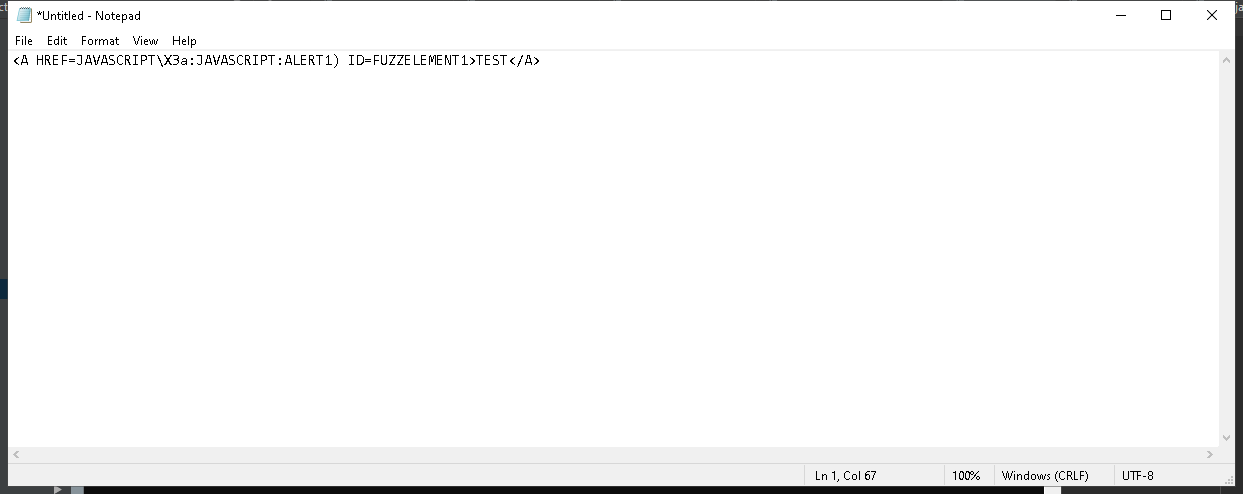 *Untitled - Notepad
File Edit Format View Help
<A HREF=JAVASCRIPT\X3a:JAVASCRIPT:ALERT1) ID=FUZZELEMENT1>TEST</A>
Ln 1, Col 67 100% Windows (CRLF) UTF-8